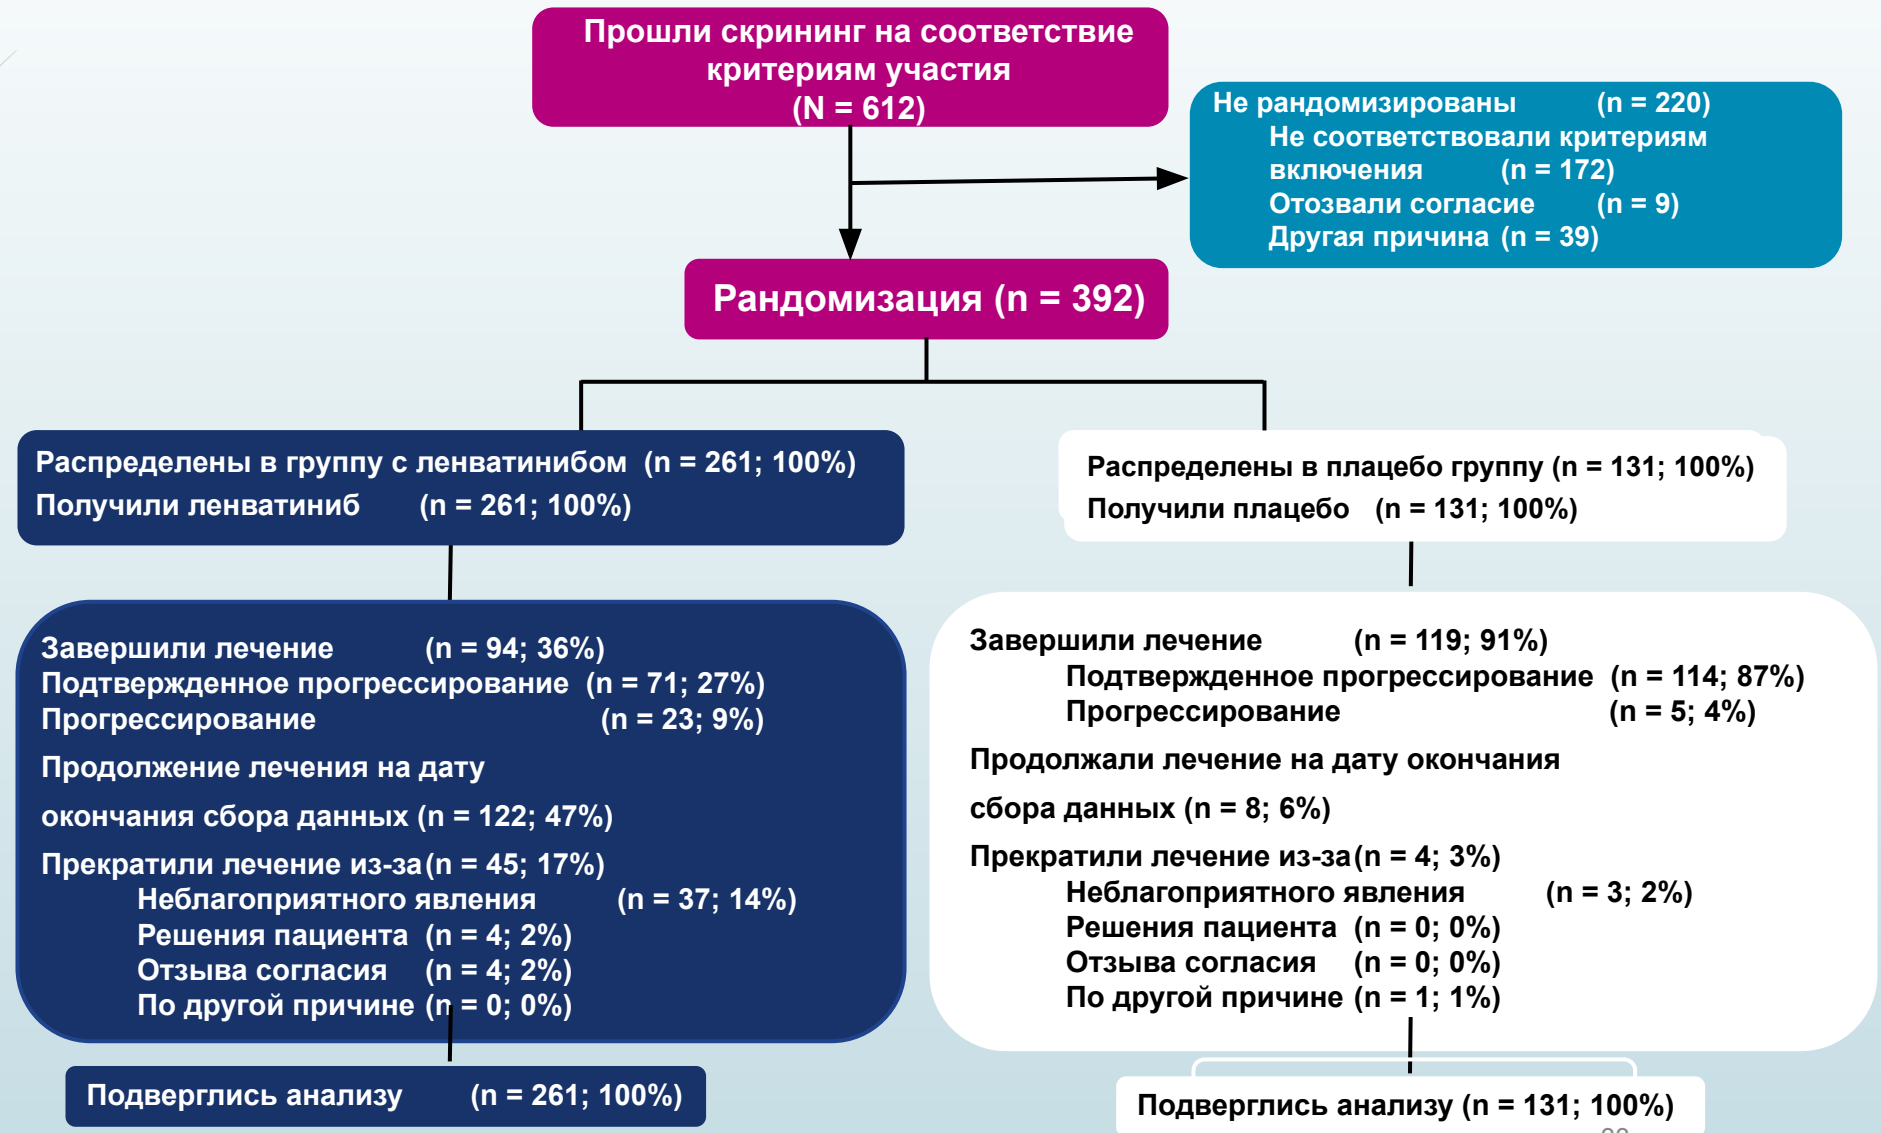 Прошли скрининг на соответствие
критериям участия
(N = 612)
Не рандомизированы (n = 220)
Не соответствовали критериям
включения (n = 172)
Отозвали согласие (n = 9)
Другая причина (n = 39)
Рандомизация (n = 392)
Распределены в группу с ленватинибом (n = 261; 100%)
Получили ленватиниб (n = 261; 100%)
Распределены в плацебо группу (n = 131; 100%)
Получили плацебо (n = 131; 100%)
Завершили лечение (n = 94; 36%)
Подтвержденное прогрессирование (n = 71; 27%)
Прогрессирование (n = 23; 9%)
Продолжение лечения на дату
окончания сбора данных (n = 122; 47%)
Прекратили лечение из-за (n = 45; 17%)
Неблагоприятного явления (n = 37; 14%)
Решения пациента (n = 4; 2%)
Отзыва согласия (n = 4; 2%)
По другой причине (n = 0; 0%)
Завершили лечение (n = 119; 91%)
Подтвержденное прогрессирование (n = 114; 87%)
Прогрессирование (n = 5; 4%)
Продолжали лечение на дату окончания
сбора данных (n = 8; 6%)
Прекратили лечение из-за (n = 4; 3%)
Неблагоприятного явления (n = 3; 2%)
Решения пациента (n = 0; 0%)
Отзыва согласия (n = 0; 0%)
По другой причине (n = 1; 1%)
Подверглись анализу (n = 261; 100%)
Подверглись анализу (n = 131; 100%)